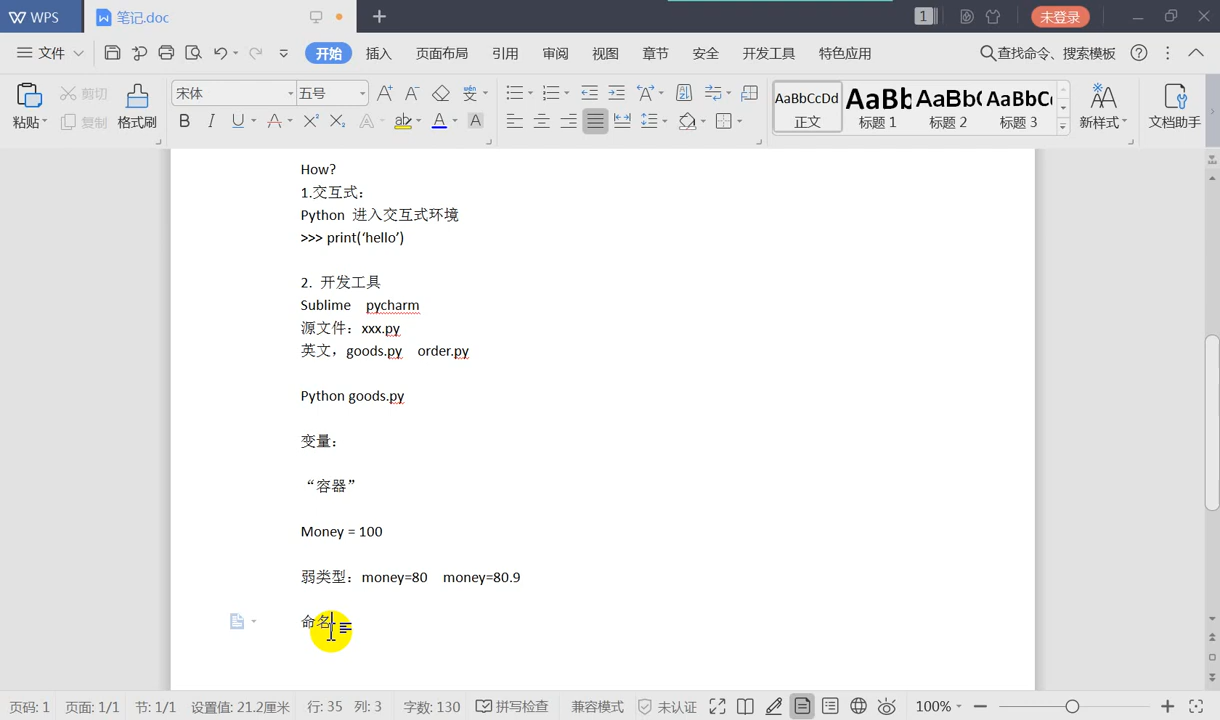 WPS 笔记.doc 1 未登录
文件 开始 插入 页面布局 引用 审阅 视图 章节 安全 开发工具 特色应用 查找命令、搜索模板
粘贴 剪切 复制 格式刷 宋体 五号 AaBbCcDd 正文 AaBb 标题 1 AaBb( 标题 2 AaBbC 标题 3 新样式 文档助手
How?
1.交互式：
Python 进入交互式环境
>>> print(‘hello’)
2. 开发工具
Sublime pycharm
源文件：xxx.py
英文，goods.py order.py
Python goods.py
变量：
“容器”
Money = 100
弱类型：money=80 money=80.9
命名
页码: 1 页面: 1/1 节: 1/1 设置值: 21.2厘米 行: 35 列: 3 字数: 130 拼写检查 兼容模式 未认证 100%